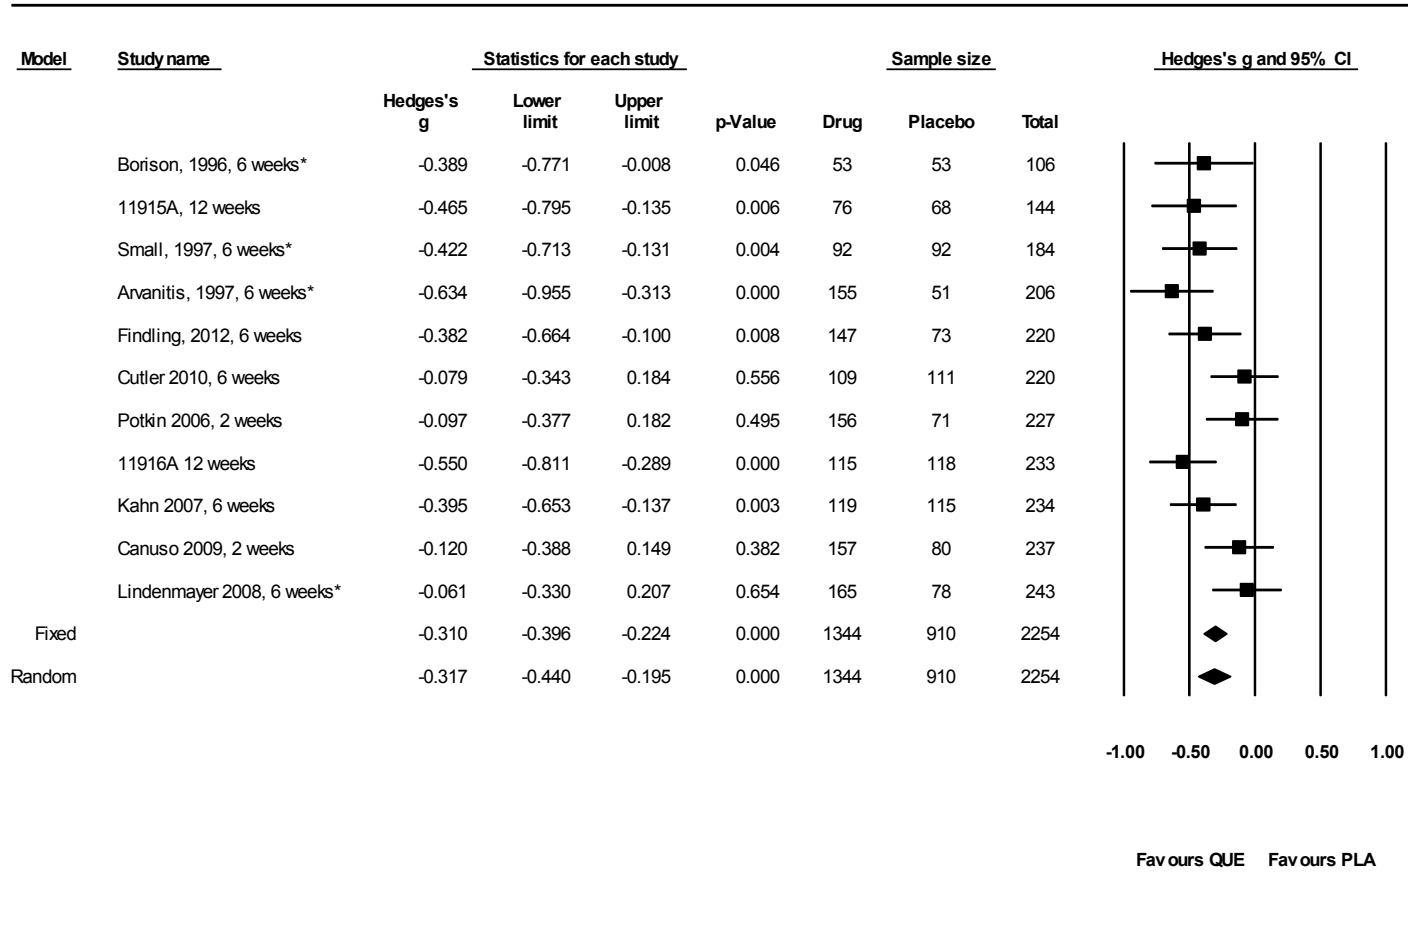 Model Study name Statistics for each study Sample size Hedges's g and 95% CI
Hedges's g Lower limit Upper limit p-Value Drug Placebo Total
Borison, 1996, 6 weeks* -0.389 -0.771 -0.008 0.046 53 53 106
11915A, 12 weeks -0.465 -0.795 -0.135 0.006 76 68 144
Small, 1997, 6 weeks* -0.422 -0.713 -0.131 0.004 92 92 184
Arvanitis, 1997, 6 weeks* -0.634 -0.955 -0.313 0.000 155 51 206
Findling, 2012, 6 weeks -0.382 -0.664 -0.100 0.008 147 73 220
Cutler 2010, 6 weeks -0.079 -0.343 0.184 0.556 109 111 220
Potkin 2006, 2 weeks -0.097 -0.377 0.182 0.495 156 71 227
11916A 12 weeks -0.550 -0.811 -0.289 0.000 115 118 233
Kahn 2007, 6 weeks -0.395 -0.653 -0.137 0.003 119 115 234
Canuso 2009, 2 weeks -0.120 -0.388 0.149 0.382 157 80 237
Lindenmayer 2008, 6 weeks* -0.061 -0.330 0.207 0.654 165 78 243
Fixed -0.310 -0.396 -0.224 0.000 1344 910 2254
Random -0.317 -0.440 -0.195 0.000 1344 910 2254
-1.00 -0.50 0.00 0.50 1.00
Favours QUE Favours PLA